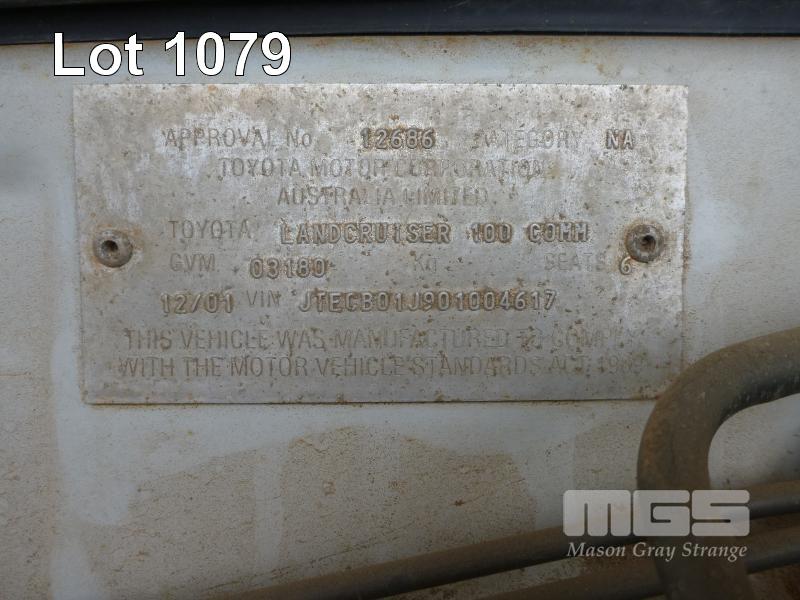 Lot 1079
APPROVAL No 12686 CATEGORY NA
TOYOTA MOTOR CORPORATION
AUSTRALIA LIMITED
TOYOTA LANDCRUISER 100 COMM
GVM 03180 KG SEATS 6
12/01 VIN JTECB01J901004617
THIS VEHICLE WAS MANUFACTURED TO COMPLY
WITH THE MOTOR VEHICLE STANDARDS ACT 1989
MGS
Mason Gray Strange